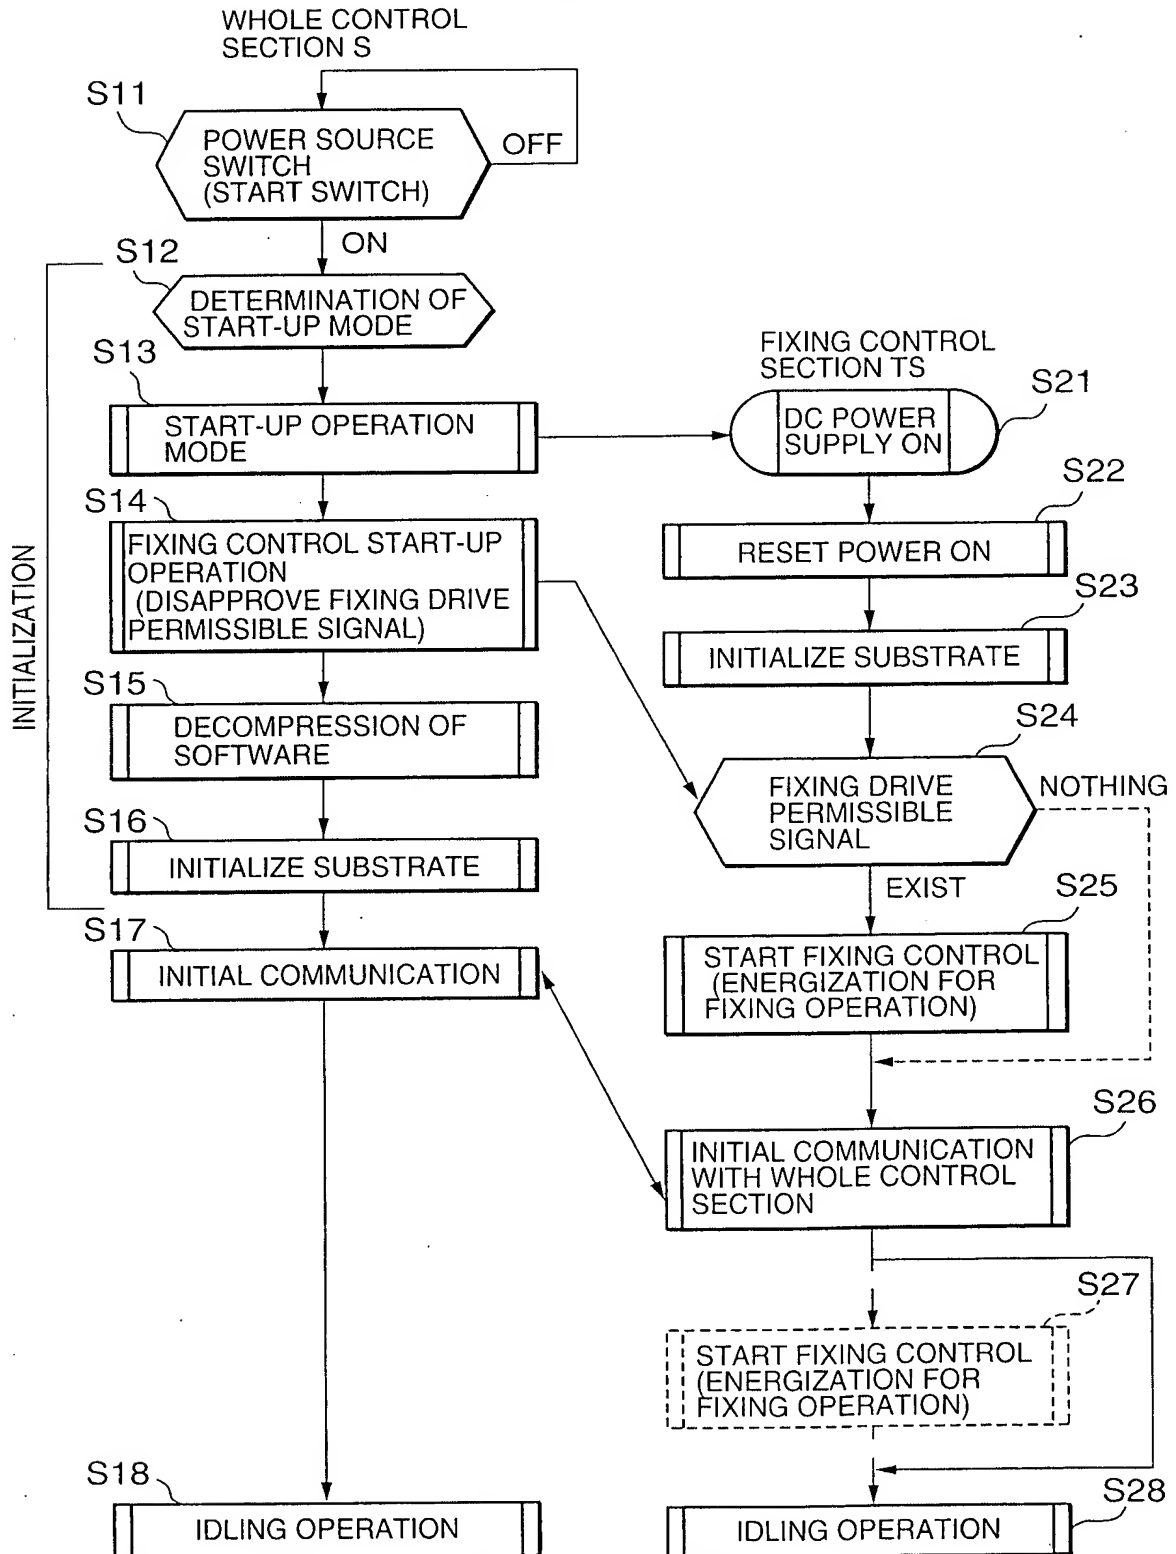 WHOLE CONTROL
SECTION S
S11
POWER SOURCE
SWITCH
(START SWITCH)
OFF
ON
S12
DETERMINATION OF
START-UP MODE
S13
START-UP OPERATION
MODE
S14
FIXING CONTROL START-UP
OPERATION
(DISAPPROVE FIXING DRIVE
PERMISSIBLE SIGNAL)
S15
DECOMPRESSION OF
SOFTWARE
S16
INITIALIZE SUBSTRATE
INITIALIZATION
S17
INITIAL COMMUNICATION
S18
IDLING OPERATION
FIXING CONTROL
SECTION TS
S21
DC POWER
SUPPLY ON
S22
RESET POWER ON
S23
INITIALIZE SUBSTRATE
S24
FIXING DRIVE
PERMISSIBLE
SIGNAL
NOTHING
EXIST
S25
START FIXING CONTROL
(ENERGIZATION FOR
FIXING OPERATION)
S26
INITIAL COMMUNICATION
WITH WHOLE CONTROL
SECTION
S27
START FIXING CONTROL
(ENERGIZATION FOR
FIXING OPERATION)
S28
IDLING OPERATION